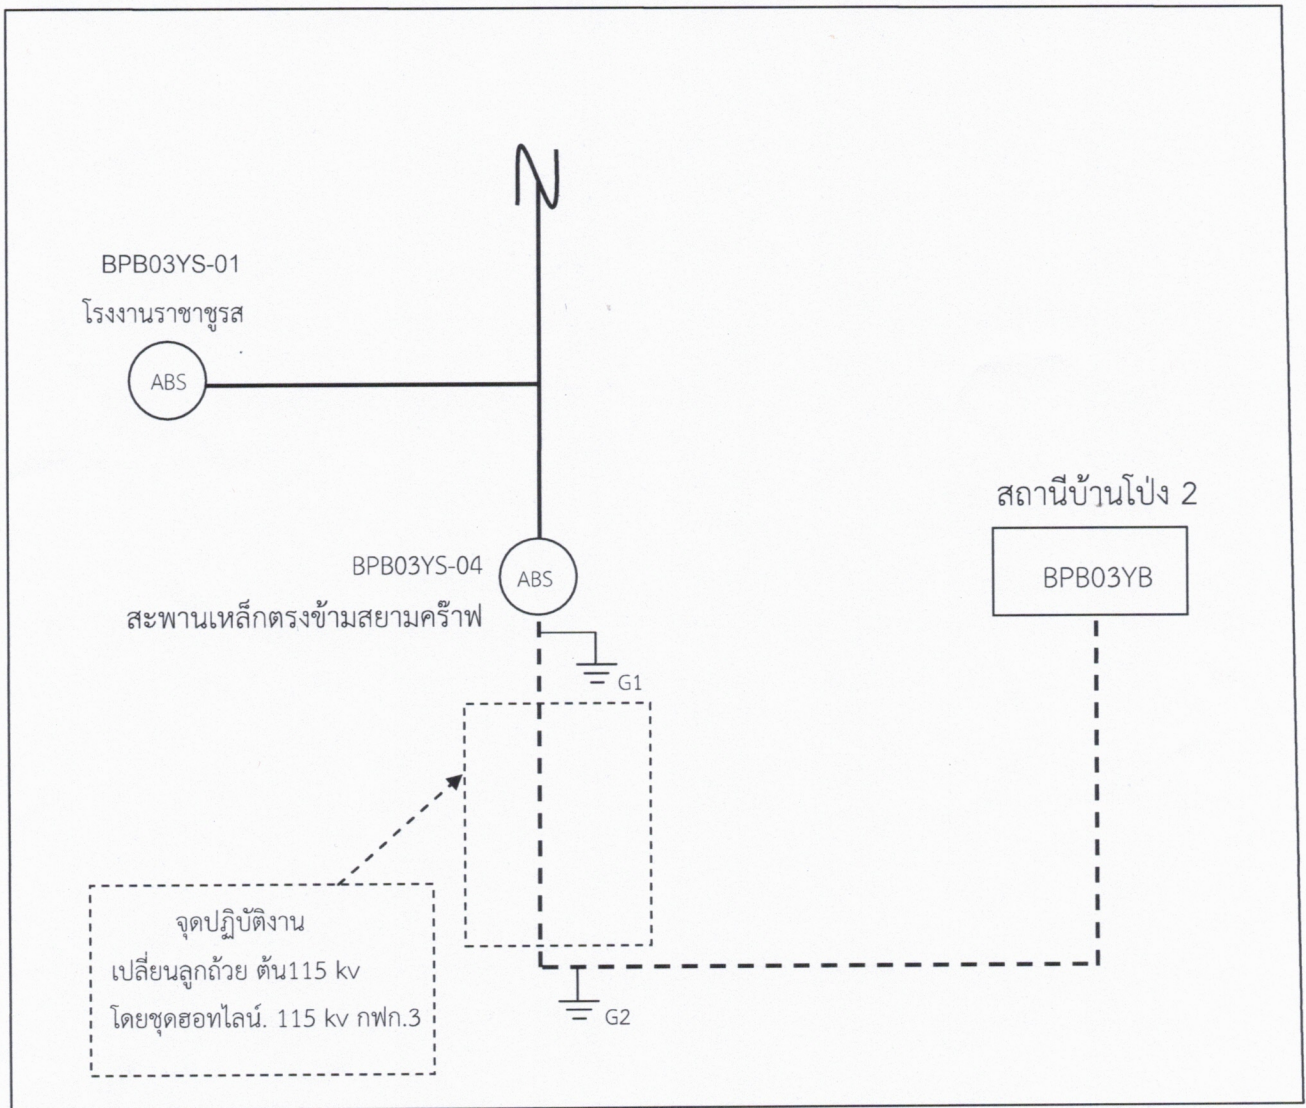 N
BPB03YS-01
โรงงานราชาชูรส
ABS
สถานีบ้านโป่ง 2
BPB03YB
BPB03YS-04
ABS
สะพานเหล็กตรงข้ามสยามคร๊าฟ
G1
จุดปฏิบัติงาน
เปลี่ยนลูกถ้วย ต้น115 kv
โดยชุดฮอทไลน์. 115 kv กฟก.3
G2